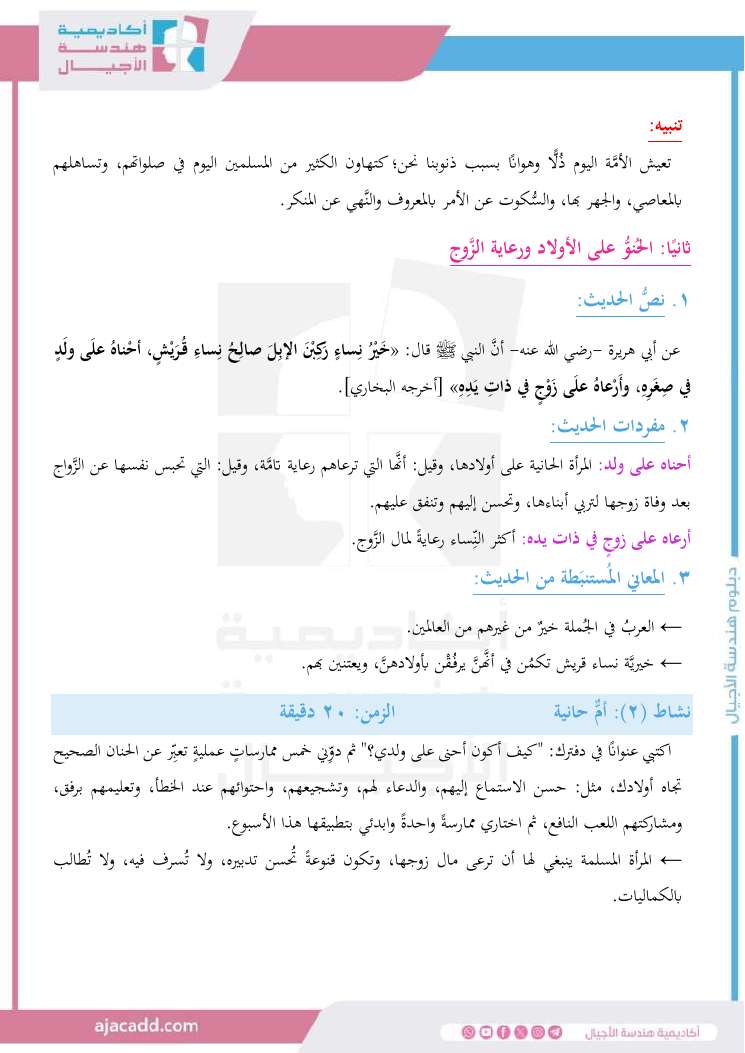 أكاديمية
هندسة
الأجيال
تنبيه:
تعيش الأمَّة اليوم ذُلًّا وهوانًا بسبب ذنوبنا نحن؛ كتهاون الكثير من المسلمين اليوم في صلواتهم، وتساهلهم
بالمعاصي، والجهر بها، والسُّكوت عن الأمر بالمعروف والنَّهي عن المنكر.
ثانيًا: الحُنوُّ على الأولاد ورعاية الزَّوج
١. نصُّ الحديث:
عن أبي هريرة -رضي الله عنه- أنَّ النبي ﷺ قال: «خَيْرُ نِساءٍ رَكِبْنَ الإبِلَ صالِحُ نِساءِ قُرَيْشٍ، أحْناهُ علَى ولَدٍ
في صِغَرِهِ، وأَرْعاهُ علَى زَوْجٍ في ذاتِ يَدِهِ» [أخرجه البخاري].
٢. مفردات الحديث:
أحناه على ولد: المرأة الحانية على أولادها، وقيل: أنَّها التي ترعاهم رعاية تامَّة، وقيل: التي تحبس نفسها عن الزَّواج
بعد وفاة زوجها لتربي أبناءها، وتحسن إليهم وتنفق عليهم.
أرعاه على زوجٍ في ذات يده: أكثر النِّساء رعايةً لمال الزَّوج.
٣. المعاني المُستنبَطة من الحديث:
← العربُ في الجُملة خيرٌ من غيرهم من العالمين.
← خيريَّة نساء قريش تكمُن في أنَّهنَّ يرفُقْن بأولادهنَّ، ويعتنين بهم.
نشاط (٢): أمٌّ حانية الزمن: ٢٠ دقيقة
اكتبي عنوانًا في دفترك: "كيف أكون أحنى على ولدي؟" ثم دوِّني خمس ممارساتٍ عمليةٍ تعبِّر عن الحنان الصحيح
تجاه أولادك، مثل: حسن الاستماع إليهم، والدعاء لهم، وتشجيعهم، واحتوائهم عند الخطأ، وتعليمهم برفق،
ومشاركتهم اللعب النافع، ثم اختاري ممارسةً واحدةً وابدئي بتطبيقها هذا الأسبوع.
← المرأة المسلمة ينبغي لها أن ترعى مال زوجها، وتكون قنوعةً تُحسن تدبيره، ولا تُسرف فيه، ولا تُطالب
بالكماليات.
دبلوم هندسة الأجيال
أكاديمية هندسة الأجيال
ajacadd.com